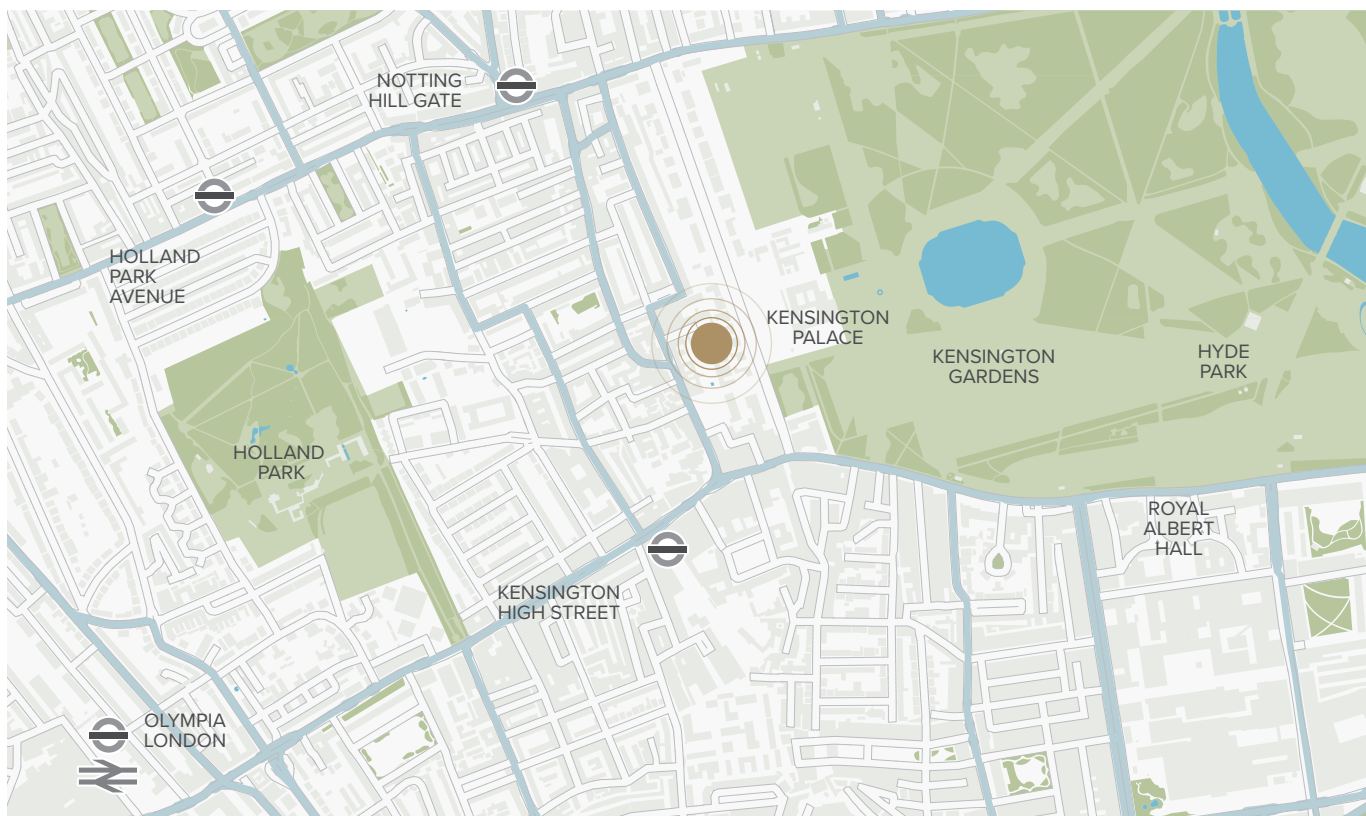 NOTTING
HILL GATE
HOLLAND
PARK
AVENUE
KENSINGTON
PALACE
KENSINGTON
GARDENS
HYDE
PARK
HOLLAND
PARK
ROYAL
ALBERT
HALL
KENSINGTON
HIGH STREET
OLYMPIA
LONDON